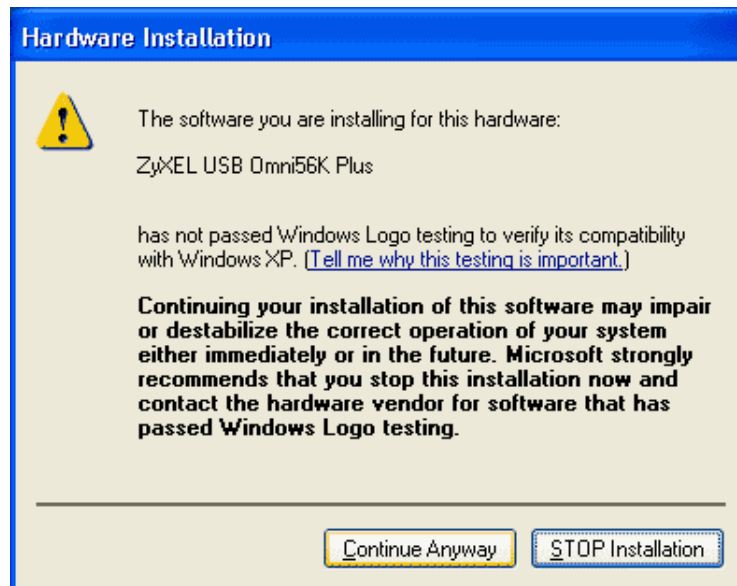 Hardware Installation
The software you are installing for this hardware:
ZyXEL USB Omni56K Plus
has not passed Windows Logo testing to verify its compatibility
with Windows XP. (Tell me why this testing is important.)
Continuing your installation of this software may impair
or destabilize the correct operation of your system
either immediately or in the future. Microsoft strongly
recommends that you stop this installation now and
contact the hardware vendor for software that has
passed Windows Logo testing.
Continue Anyway
STOP Installation